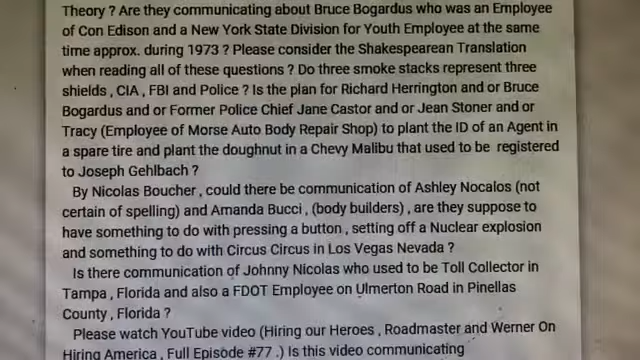 Theory ? Are they communicating about Bruce Bogardus who was an Employee
of Con Edison and a New York State Division for Youth Employee at the same
time approx. during 1973 ? Please consider the Shakespearean Translation
when reading all of these questions ? Do three smoke stacks represent three
shields , CIA , FBI and Police ? Is the plan for Richard Herrington and or Bruce
Bogardus and or Former Police Chief Jane Castor and or Jean Stoner and or
Tracy (Employee of Morse Auto Body Repair Shop) to plant the ID of an Agent in
a spare tire and plant the doughnut in a Chevy Malibu that used to be registered
to Joseph Gehlbach ?
By Nicolas Boucher , could there be communication of Ashley Nocalos (not
certain of spelling) and Amanda Bucci , (body builders) , are they suppose to
have something to do with pressing a button , setting off a Nuclear explosion
and something to do with Circus Circus in Los Vegas Nevada ?
Is there communication of Johnny Nicolas who used to be Toll Collector in
Tampa , Florida and also a FDOT Employee on Ulmerton Road in Pinellas
County , Florida ?
Please watch YouTube video (Hiring our Heroes , Roadmaster and Werner On
Hiring America , Full Episode #77 .) Is this video communicating